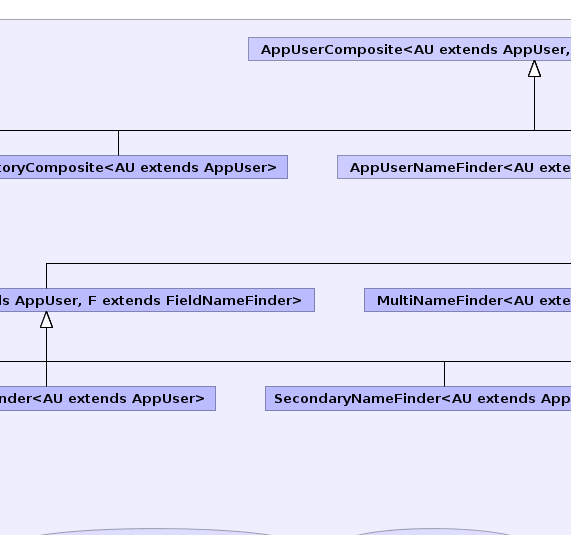 AppUserComposite<AU extends AppUser,
toryComposite<AU extends AppUser>
AppUserNameFinder<AU exte
ds AppUser, F extends FieldNameFinder>
MultiNameFinder<AU exte
nder<AU extends AppUser>
SecondaryNameFinder<AU extends App